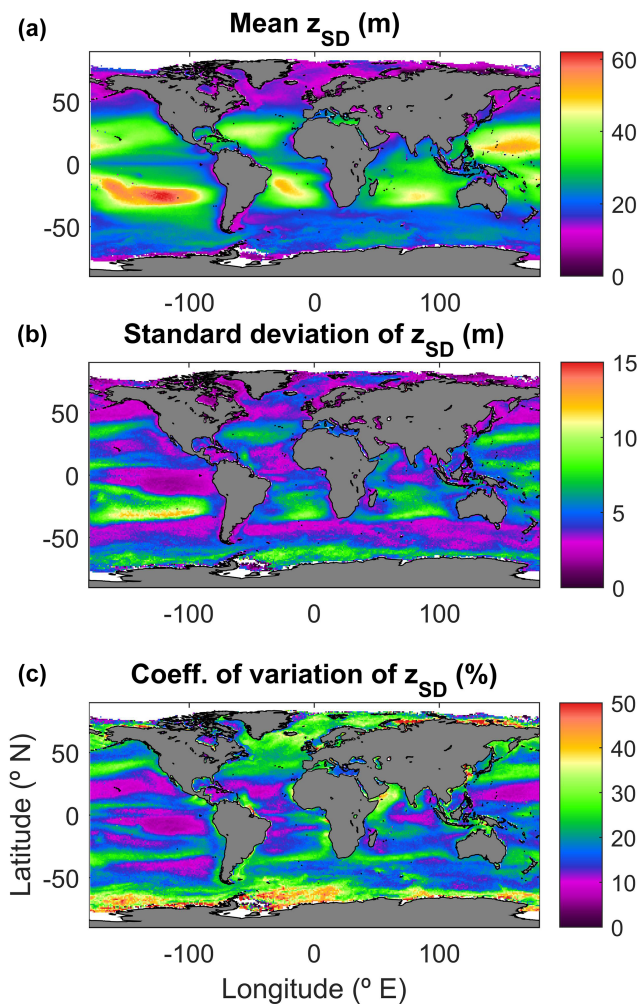 (a) Mean z_SD (m)
50
0
-50
-100 0 100
60
40
20
0
(b) Standard deviation of z_SD (m)
50
0
-50
-100 0 100
15
10
5
0
(c) Coeff. of variation of z_SD (%)
50
0
-50
Latitude (º N)
-100 0 100
Longitude (º E)
50
40
30
20
10
0